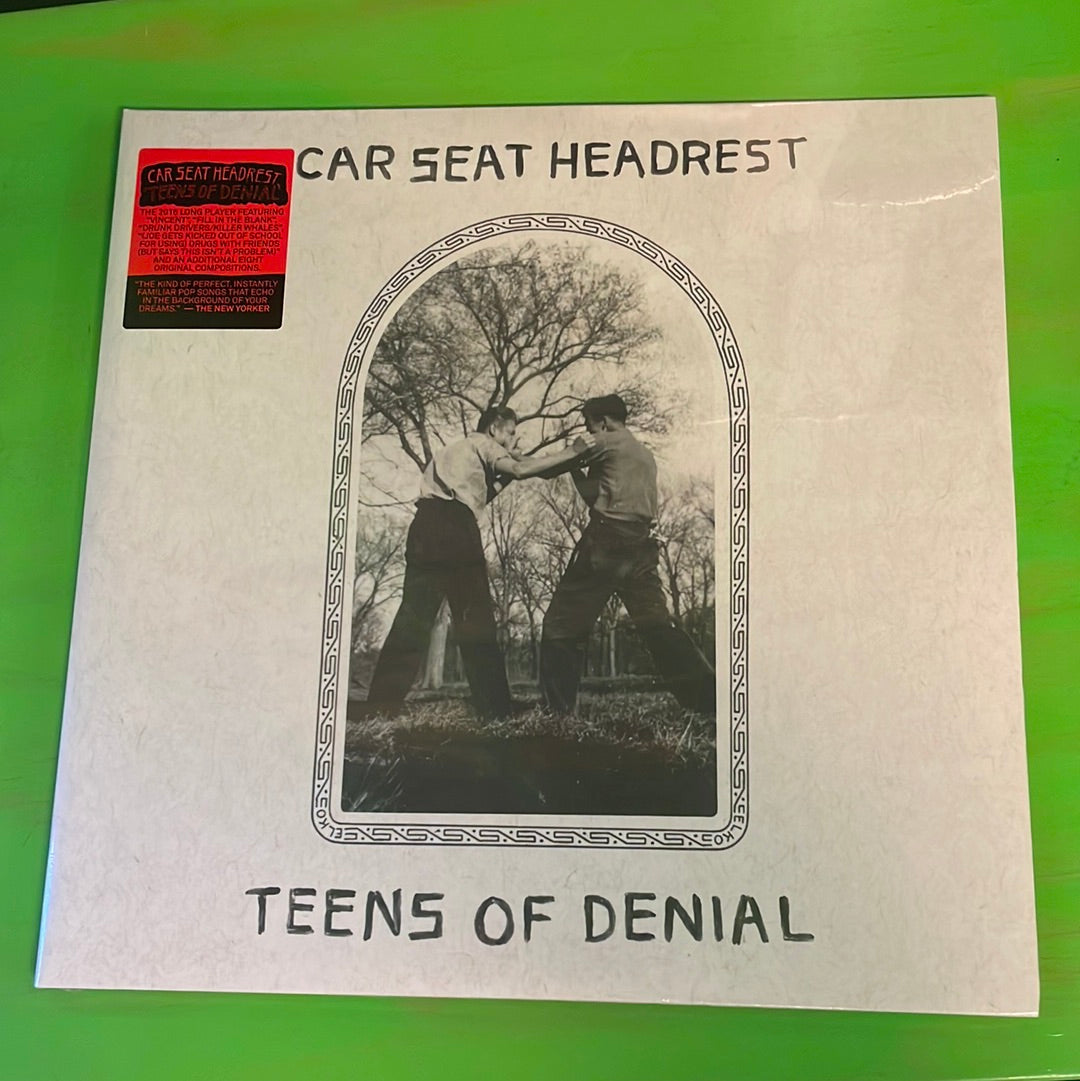 CAR SEAT HEADREST
CAR SEAT HEADREST
TEENS OF DENIAL
THE 2016 LONG PLAYER FEATURING
"VINCENT", "FILL IN THE BLANK",
"DRUNK DRIVERS/KILLER WHALES",
"(JOE GETS KICKED OUT OF SCHOOL
FOR USING) DRUGS WITH FRIENDS
(BUT SAYS THIS ISN'T A PROBLEM)"
AND AN ADDITIONAL EIGHT
ORIGINAL COMPOSITIONS.
"THE KIND OF PERFECT, INSTANTLY
FAMILIAR POP SONGS THAT ECHO
IN THE BACKGROUND OF YOUR
DREAMS." — THE NEW YORKER
TEENS OF DENIAL